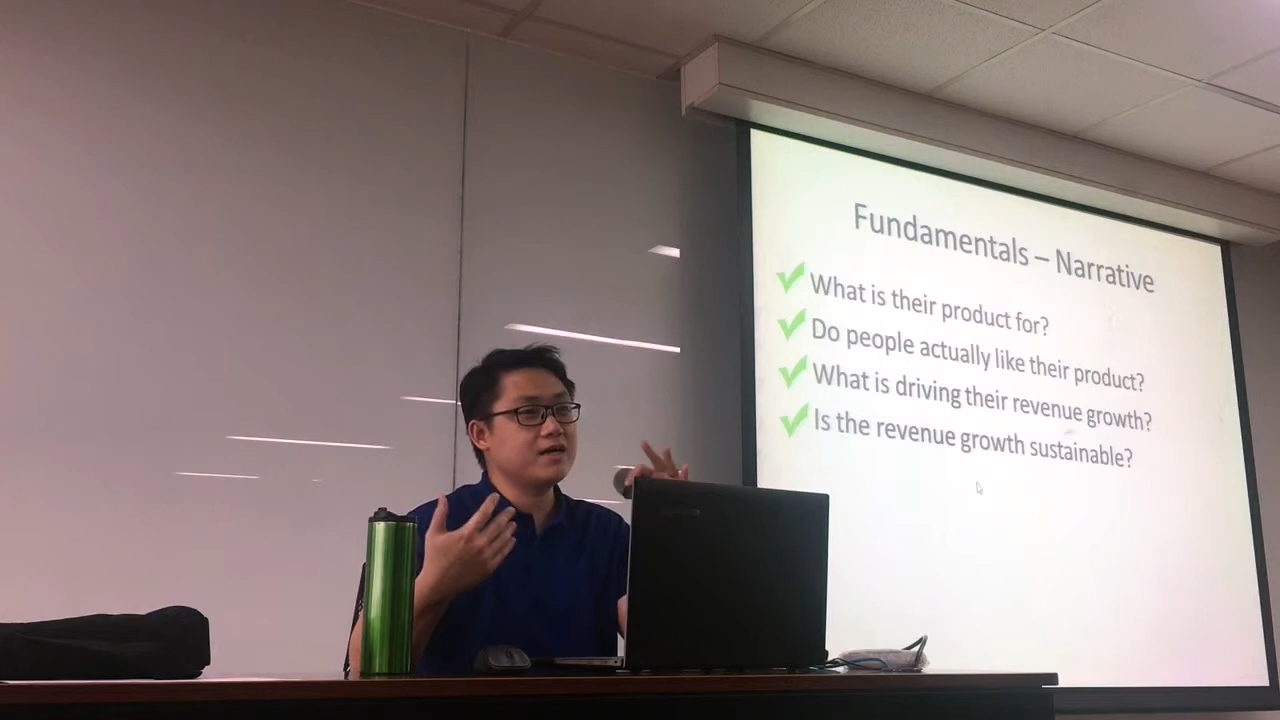 Fundamentals – Narrative
What is their product for?
Do people actually like their product?
What is driving their revenue growth?
Is the revenue growth sustainable?